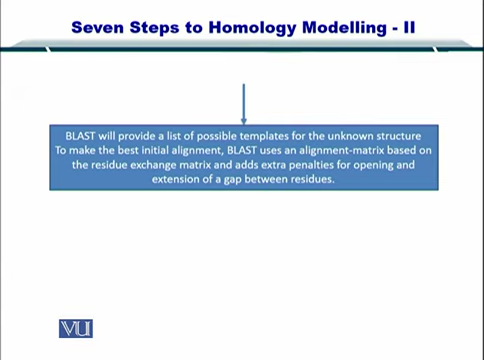 Seven Steps to Homology Modelling - II
BLAST will provide a list of possible templates for the unknown structure
To make the best initial alignment, BLAST uses an alignment-matrix based on
the residue exchange matrix and adds extra penalties for opening and
extension of a gap between residues.
VU